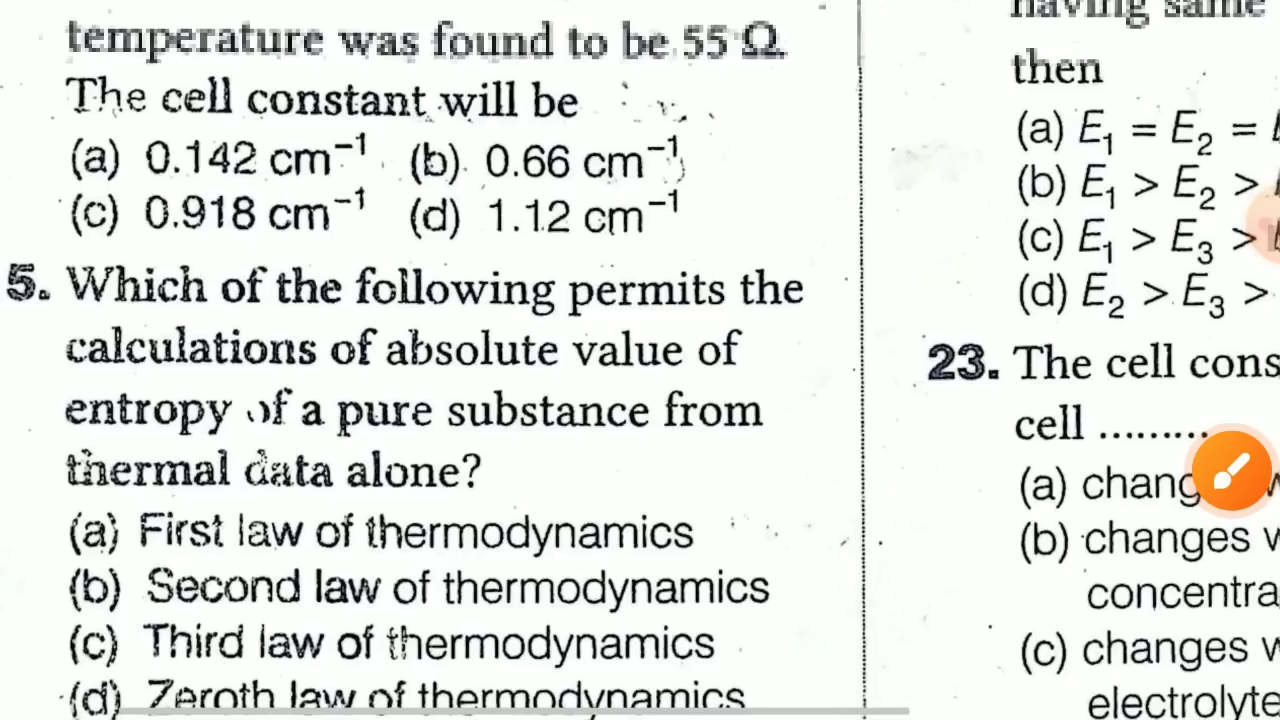 temperature was found to be 55 Ω.
The cell constant will be
(a) 0.142 cm⁻¹ (b) 0.66 cm⁻¹
(c) 0.918 cm⁻¹ (d) 1.12 cm⁻¹
5. Which of the following permits the
calculations of absolute value of
entropy of a pure substance from
thermal data alone?
(a) First law of thermodynamics
(b) Second law of thermodynamics
(c) Third law of thermodynamics
(d) Zeroth law of thermodynamics
having same
then
(a) E₁ = E₂ =
(b) E₁ > E₂ >
(c) E₁ > E₃ >
(d) E₂ > E₃ >
23. The cell cons
cell .........
(a) chang
(b) changes w
concentra
(c) changes w
electrolyte